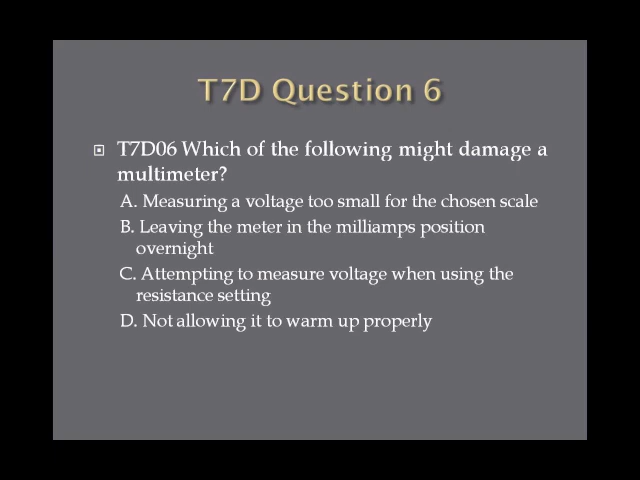 T7D Question 6
T7D06 Which of the following might damage a
multimeter?
A. Measuring a voltage too small for the chosen scale
B. Leaving the meter in the milliamps position
overnight
C. Attempting to measure voltage when using the
resistance setting
D. Not allowing it to warm up properly